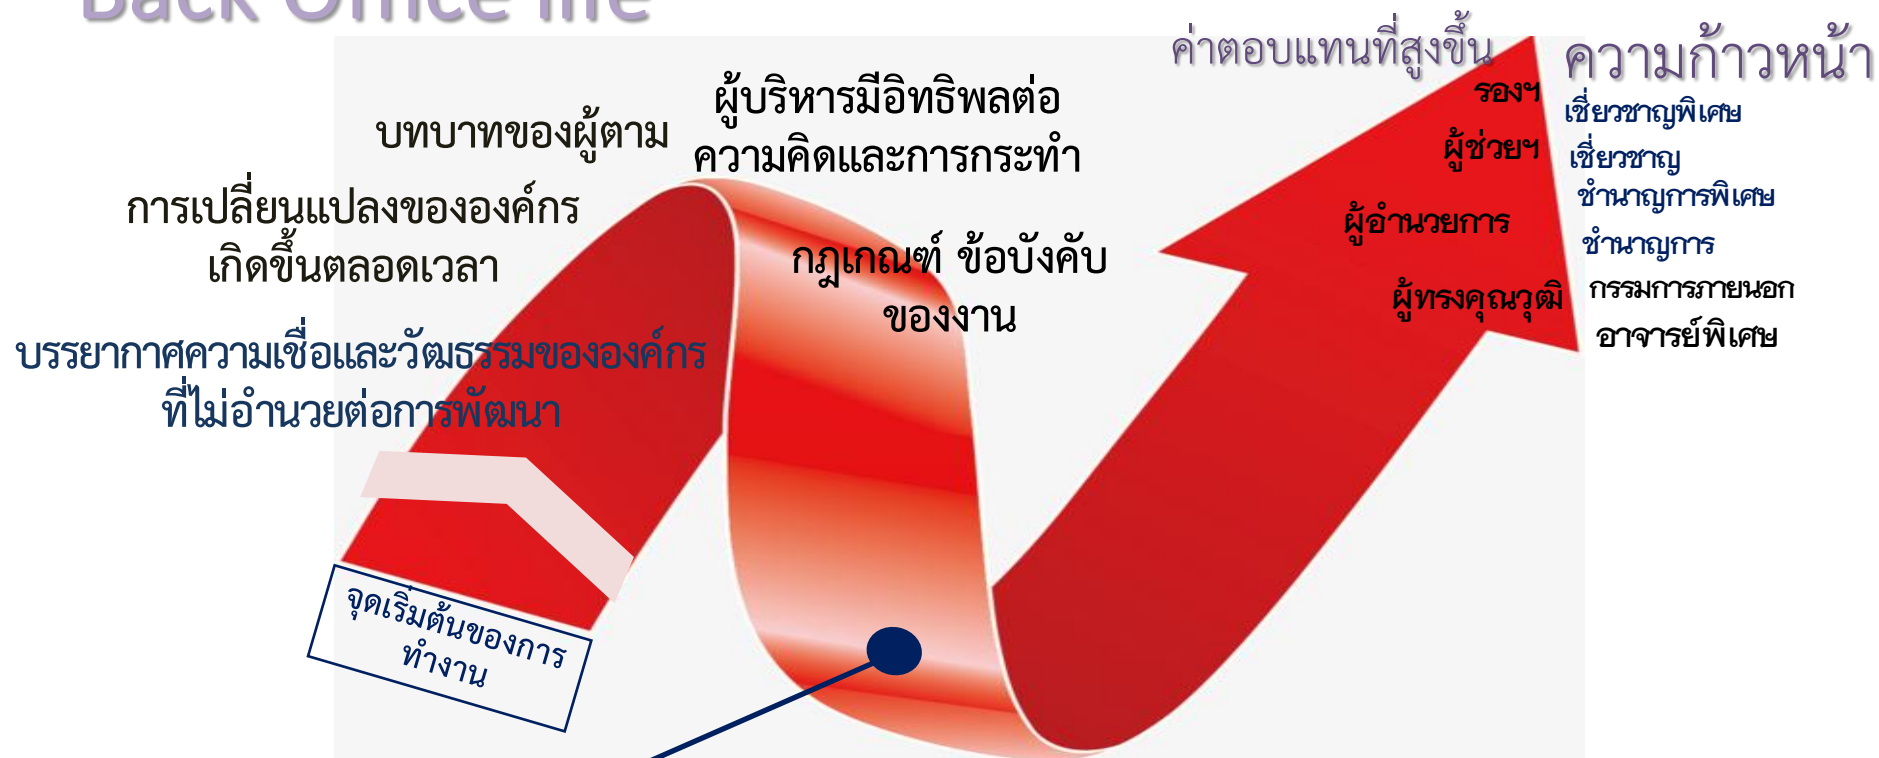 Back Office life
ค่าตอบแทนที่สูงขึ้น
ความก้าวหน้า
ผู้บริหารมีอิทธิพลต่อ
ความคิดและการกระทำ
บทบาทของผู้ตาม
การเปลี่ยนแปลงขององค์กร
เกิดขึ้นตลอดเวลา
กฎเกณฑ์ ข้อบังคับ
ของงาน
บรรยากาศความเชื่อและวัฒธรรมขององค์กร
ที่ไม่อำนวยต่อการพัฒนา
จุดเริ่มต้นของการ
ทำงาน
รองฯ
ผู้ช่วยฯ
ผู้อำนวยการ
ผู้ทรงคุณวุฒิ
เชี่ยวชาญพิเศษ
เชี่ยวชาญ
ชำนาญการพิเศษ
ชำนาญการ
กรรมการภายนอก
อาจารย์พิเศษ